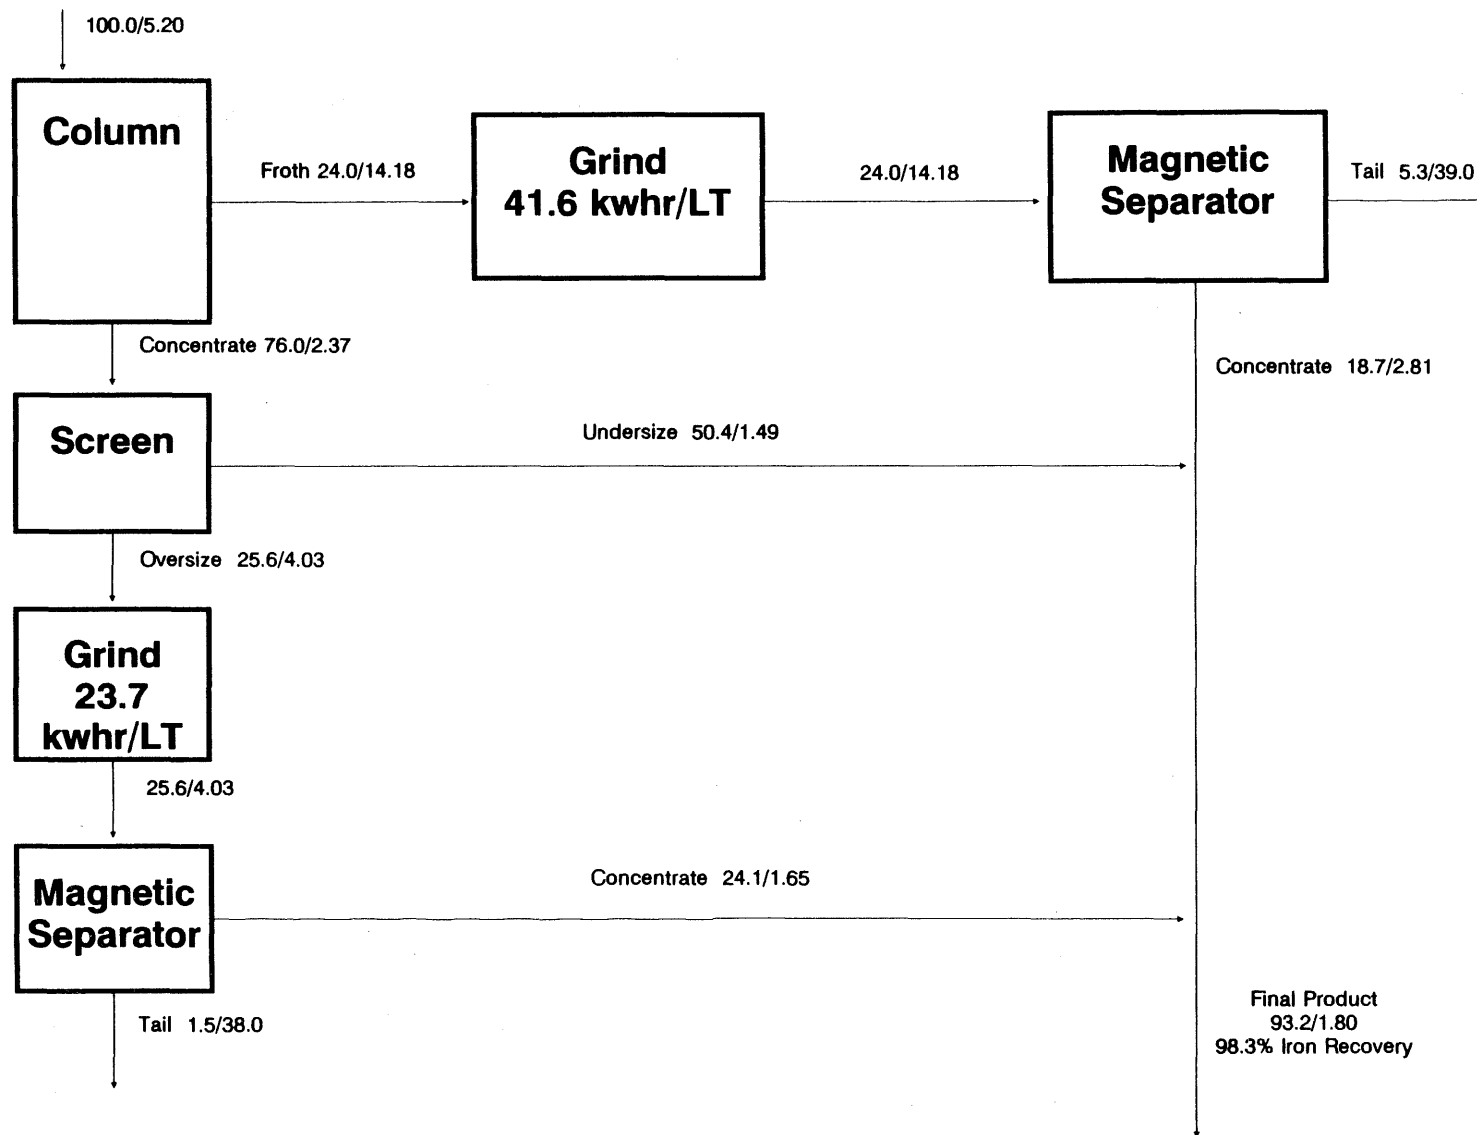 100.0/5.20
Column
Froth 24.0/14.18
Grind
41.6 kwhr/LT
24.0/14.18
Magnetic
Separator
Tail 5.3/39.0
Concentrate 76.0/2.37
Concentrate 18.7/2.81
Screen
Undersize 50.4/1.49
Oversize 25.6/4.03
Grind
23.7
kwhr/LT
25.6/4.03
Magnetic
Separator
Concentrate 24.1/1.65
Tail 1.5/38.0
Final Product
93.2/1.80
98.3% Iron Recovery